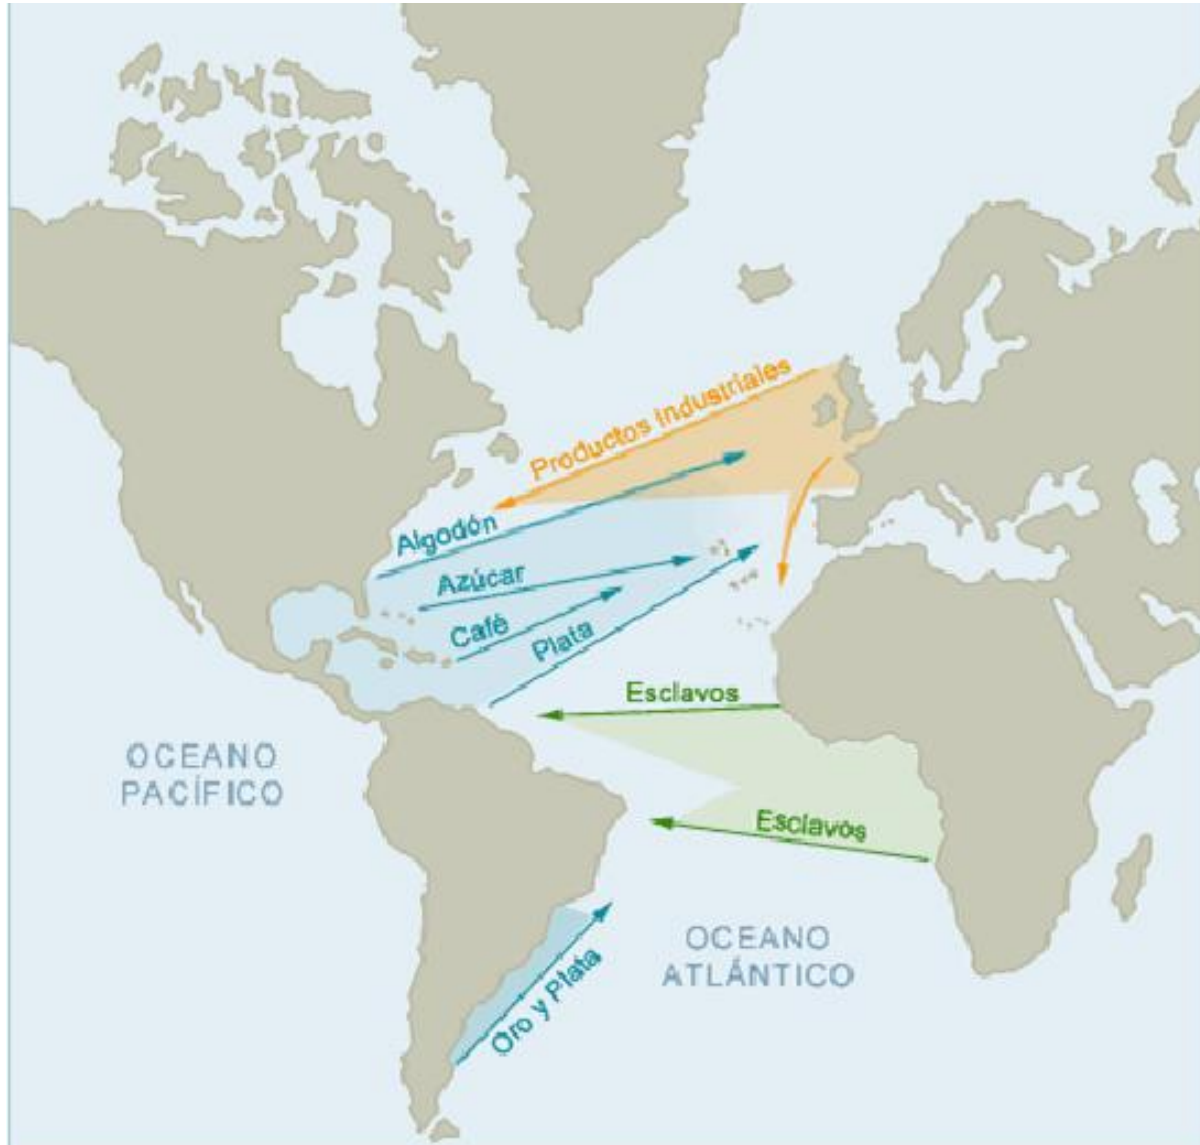 Productos industriales
Algodón
Azúcar
Café
Plata
Esclavos
OCEANO
PACÍFICO
Esclavos
OCEANO
ATLÁNTICO
Oro y Plata